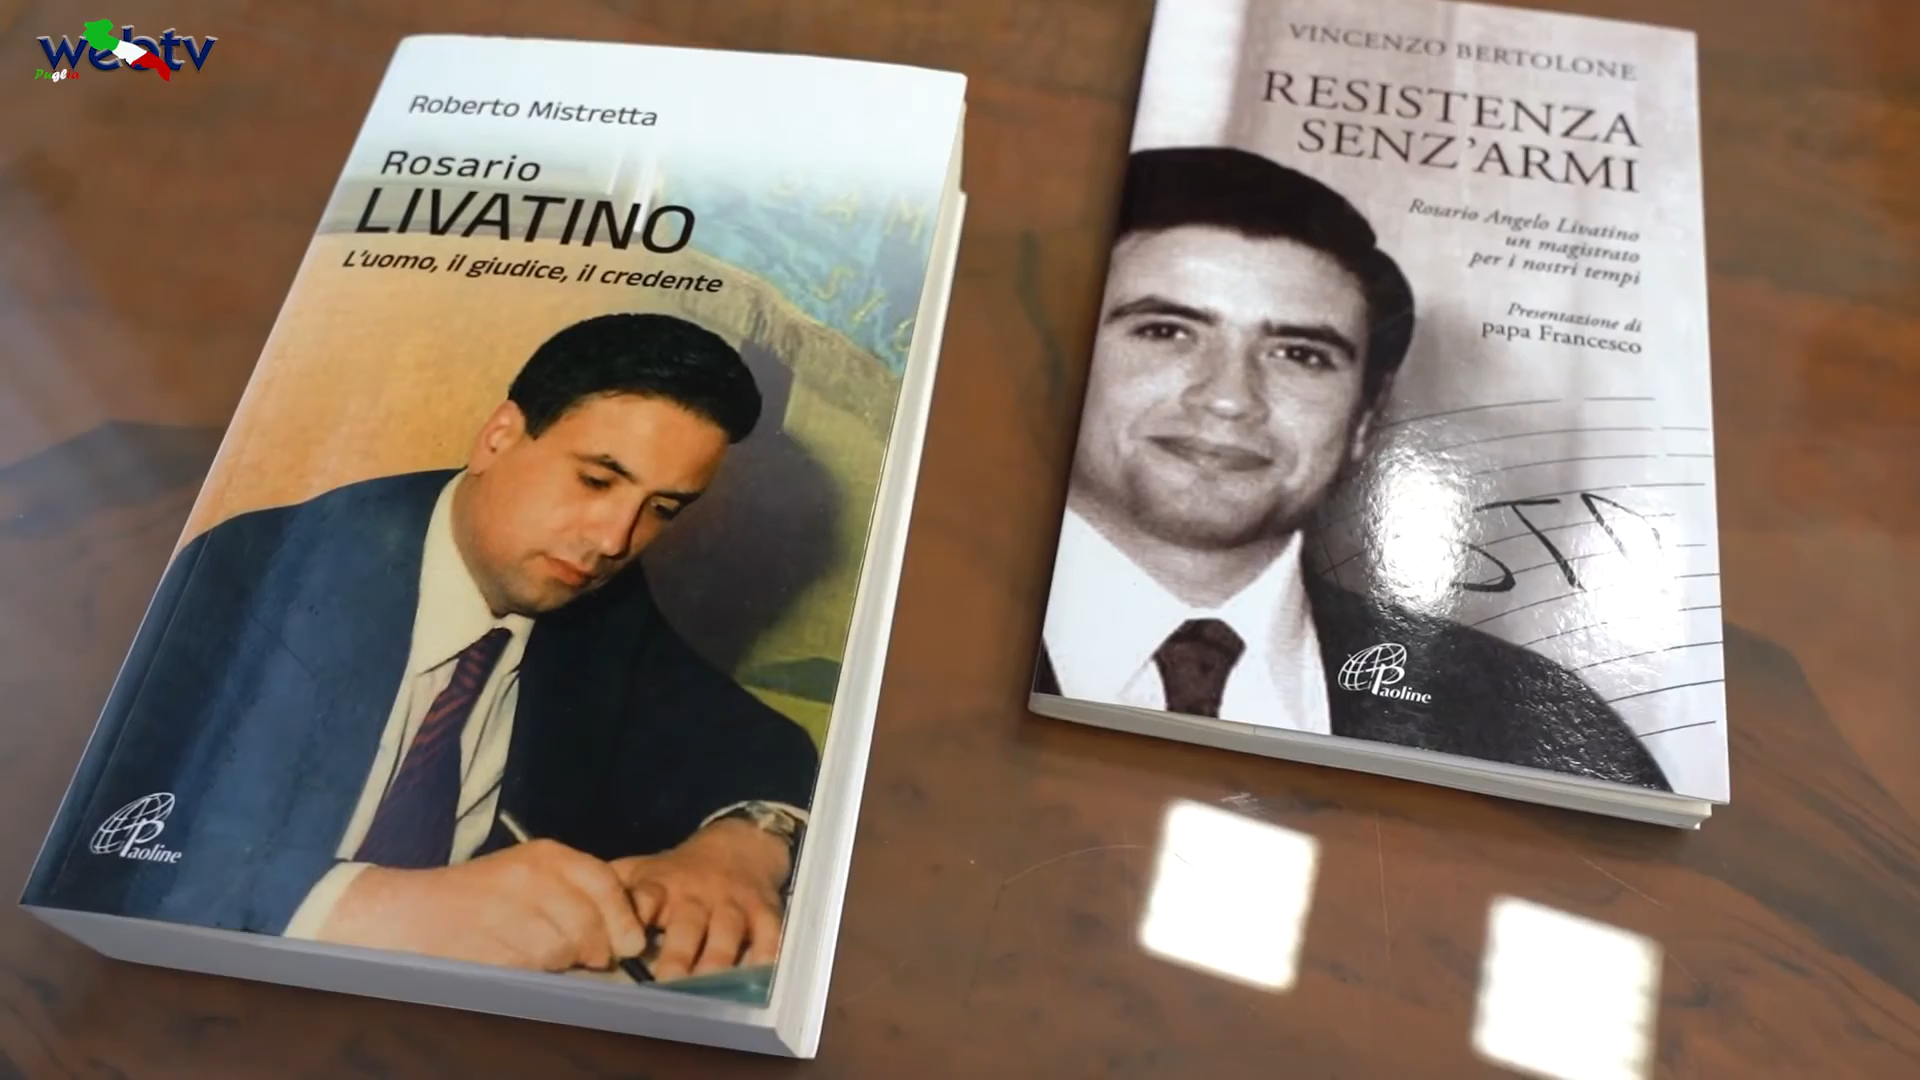 webtv
Puglia
Roberto Mistretta
Rosario
LIVATINO
L'uomo, il giudice, il credente
Paoline
VINCENZO BERTOLONE
RESISTENZA
SENZ'ARMI
Rosario Angelo Livatino
un magistrato
per i nostri tempi
Presentazione di
papa Francesco
STD
Paoline